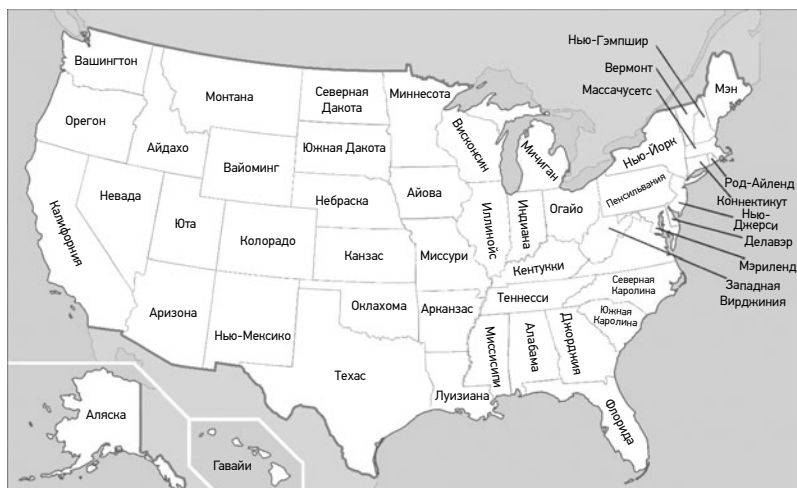 Нью-Гэмпшир
Вермонт
Массачусетс
Мэн
Вашингтон
Монтана
Северная
Дакота
Миннесота
Орегон
Айдахо
Южная Дакота
Висконсин
Мичиган
Нью-Йорк
Вайоминг
Род-Айленд
Коннектикут
Нью-
Джерси
Делавэр
Мэриленд
Западная
Вирджиния
Пенсильвания
Калифорния
Невада
Юта
Колорадо
Небраска
Айова
Иллинойс
Индиана
Огайо
Канзас
Миссури
Кентукки
Северная
Каролина
Теннесси
Южная
Каролина
Аризона
Нью-Мексико
Оклахома
Арканзас
Миссисипи
Алабама
Джорджия
Техас
Луизиана
Флорида
Аляска
Гавайи